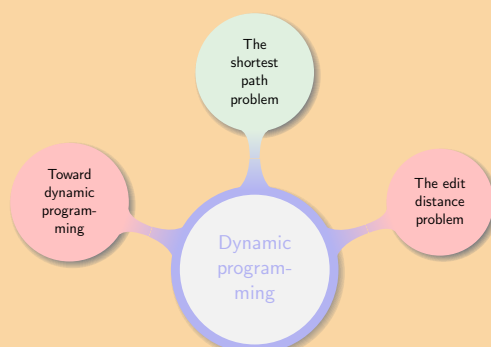 The
shortest
path
problem
Toward
dynamic
program-
ming
The edit
distance
problem
Dynamic
program-
ming